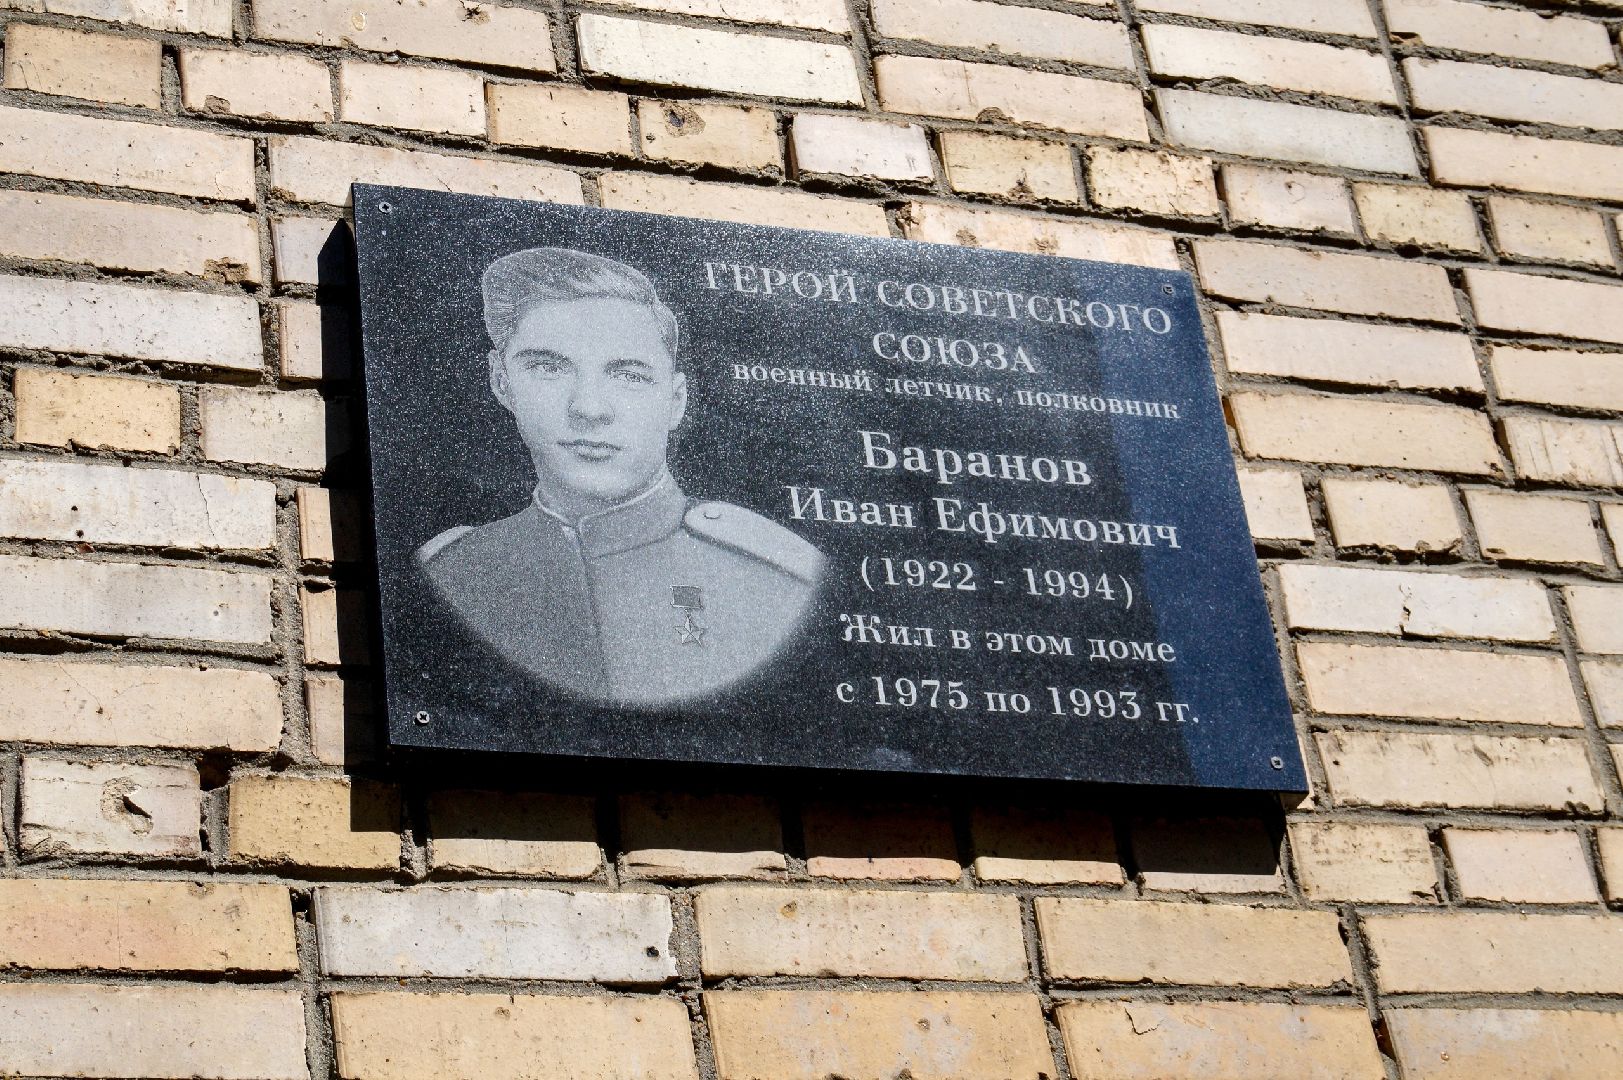 ГЕРОЙ СОВЕТСКОГО
СОЮЗА
военный летчик, полковник
Баранов
Иван Ефимович
(1922 - 1994)
Жил в этом доме
с 1975 по 1993 гг.